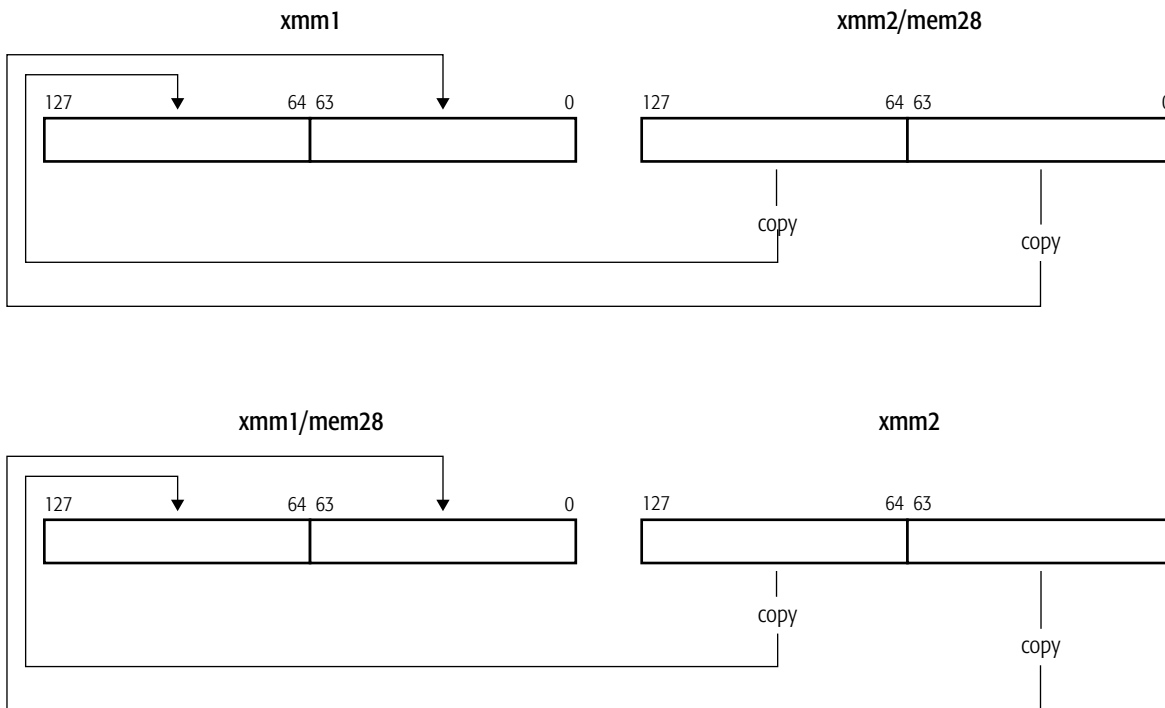 xmm1 xmm2/mem28
127 64 63 0 127 64 63 0
copy
copy
xmm1/mem28 xmm2
127 64 63 0 127 64 63
copy
copy